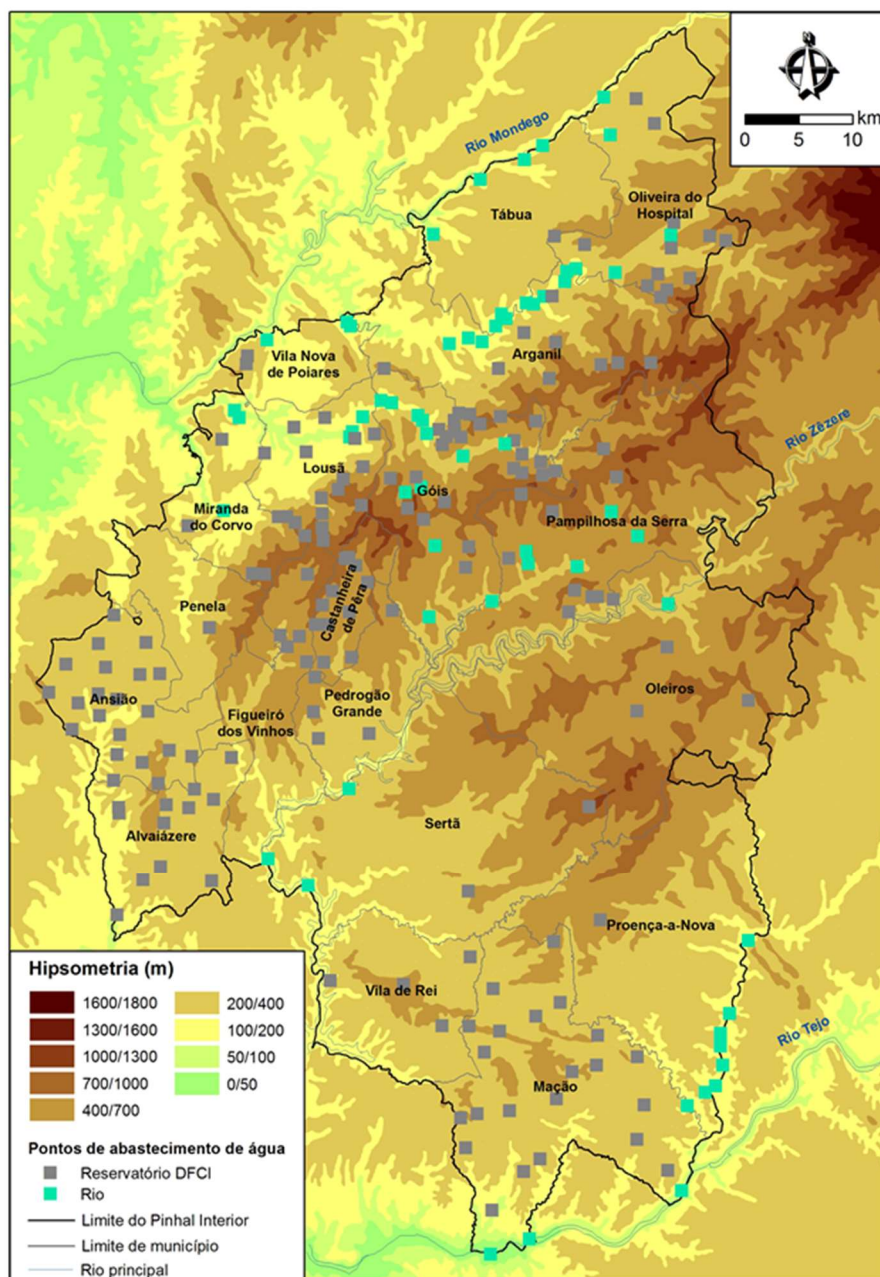 N
0 5 10
km
Rio Mondego
Oliveira do
Hospital
Tábua
Arganil
Vila Nova
de Poiares
Rio Zêzere
Lousã
Góis
Miranda
do Corvo
Pampilhosa da Serra
Castanheira
de Pêra
Penela
Oleiros
Ansião
Pedrogão
Grande
Figueiró
dos Vinhos
Sertã
Alvaiázere
Proença-a-Nova
Vila de Rei
Rio Tejo
Mação
Hipsometria (m)
1600/1800
1300/1600
1000/1300
700/1000
400/700
200/400
100/200
50/100
0/50
Pontos de abastecimento de água
Reservatório DFCI
Rio
Limite do Pinhal Interior
Limite de município
Rio principal